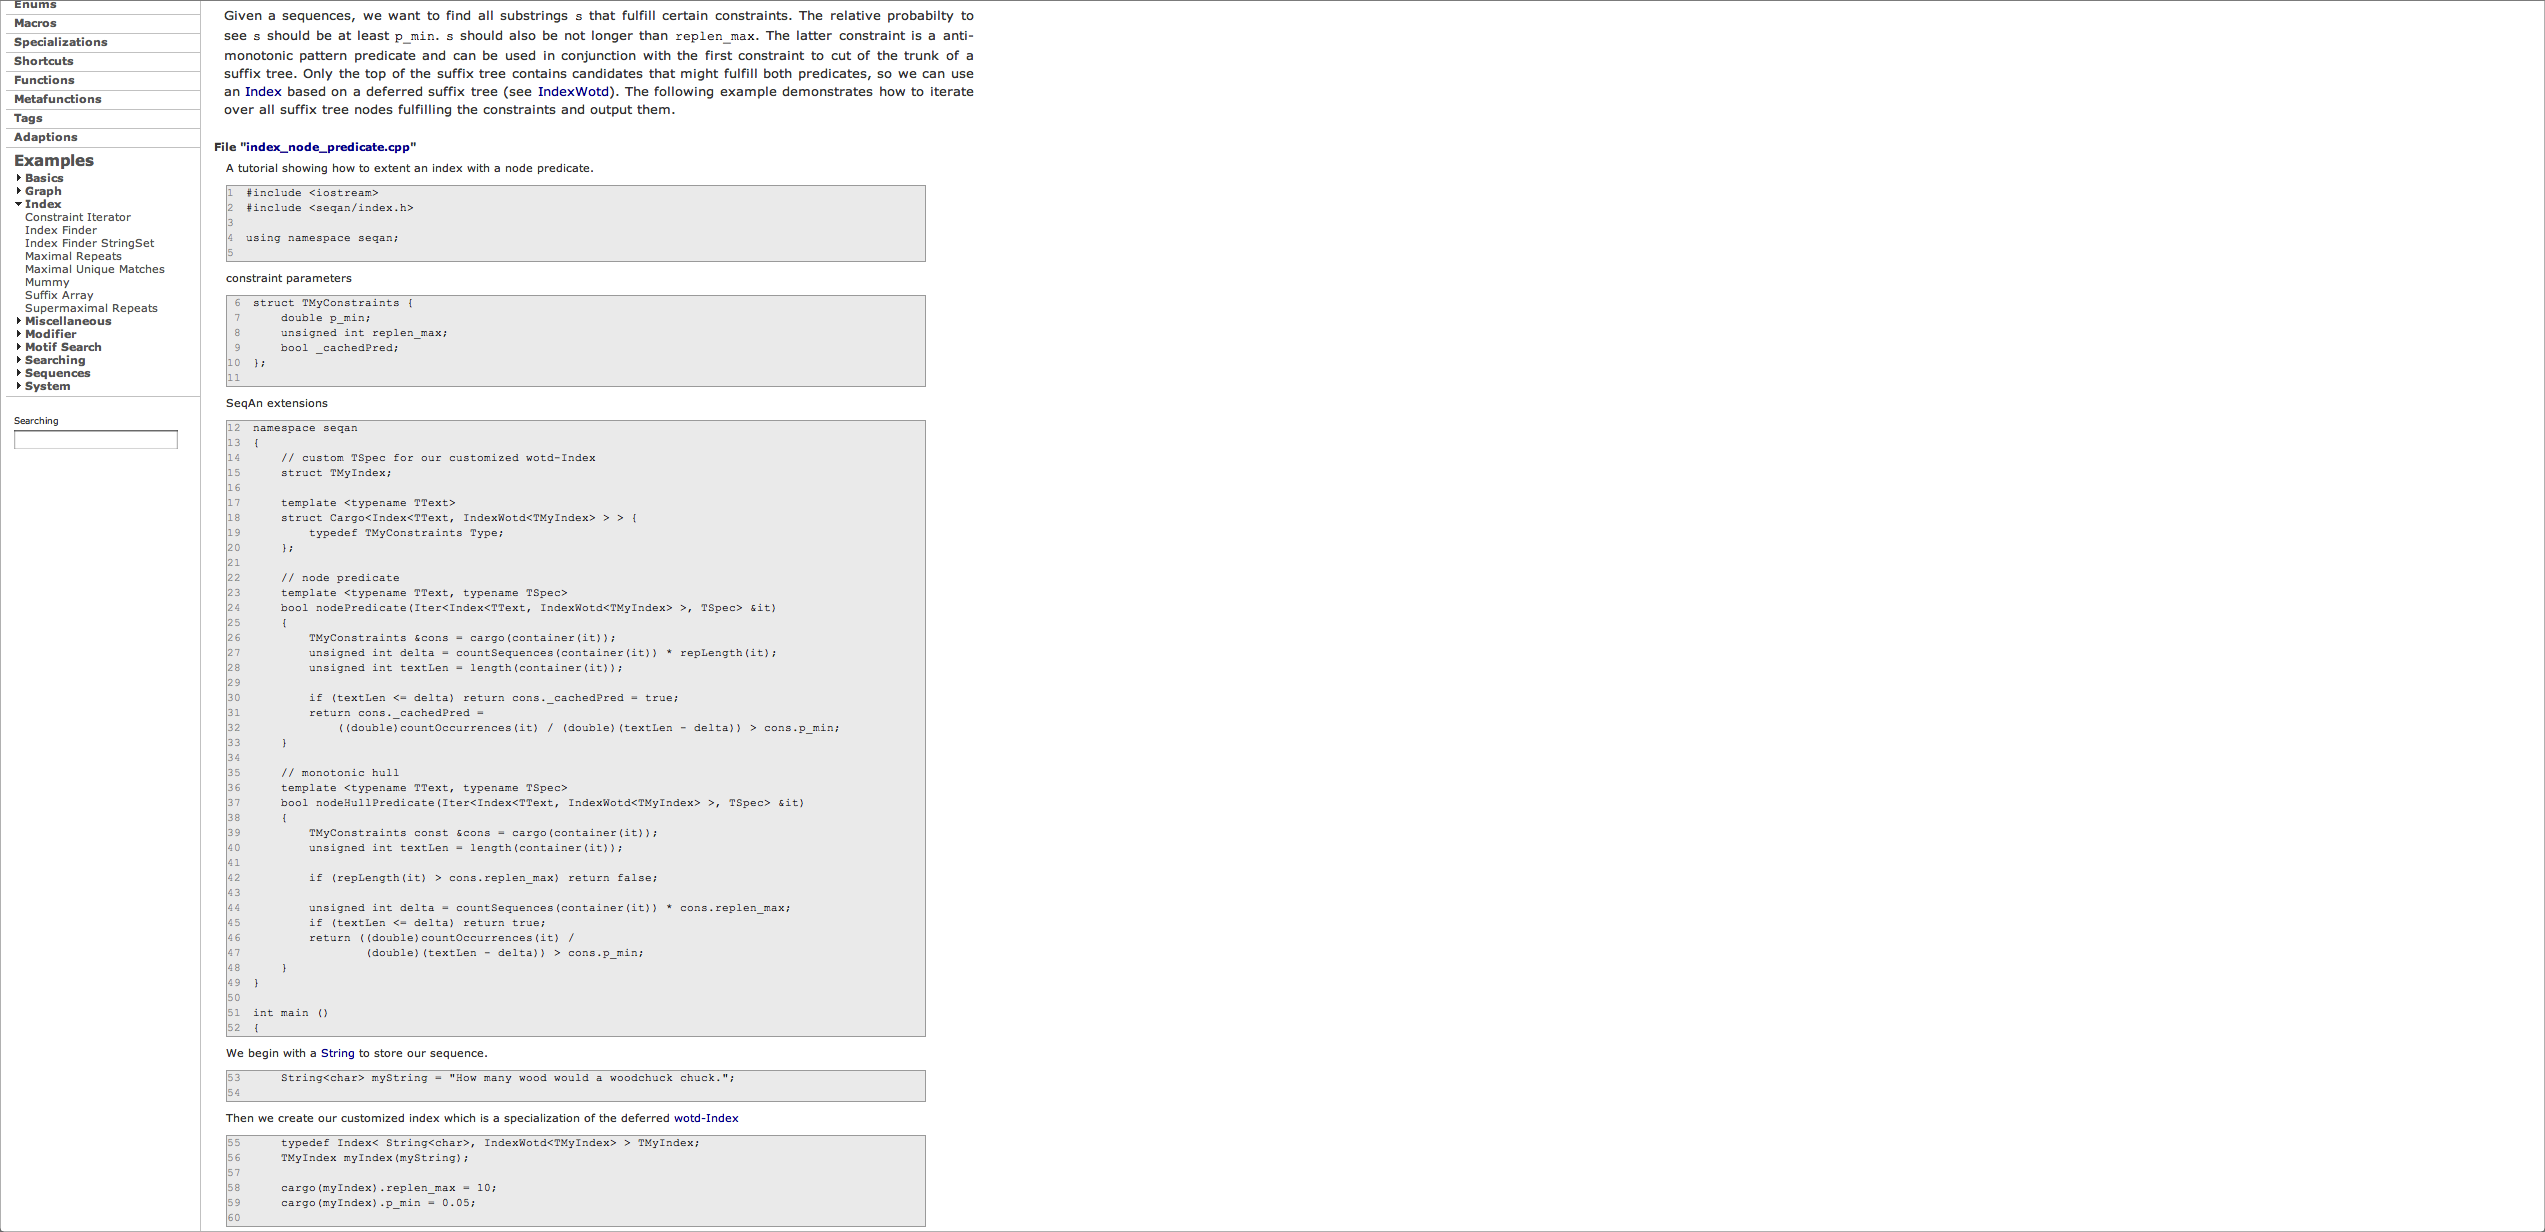 Enums
Macros
Specializations
Shortcuts
Functions
Metafunctions
Tags
Adaptions
Examples
Basics
Graph
Index
Constraint Iterator
Index Finder
Index Finder StringSet
Maximal Repeats
Maximal Unique Matches
Mummy
Suffix Array
Supermaximal Repeats
Miscellaneous
Modifier
Motif Search
Searching
Sequences
System
Searching
Given a sequences, we want to find all substrings s that fulfill certain constraints. The relative probabilty to
see s should be at least p_min. s should also be not longer than replen_max. The latter constraint is a anti-
monotonic pattern predicate and can be used in conjunction with the first constraint to cut of the trunk of a
suffix tree. Only the top of the suffix tree contains candidates that might fulfill both predicates, so we can use
an Index based on a deferred suffix tree (see IndexWotd). The following example demonstrates how to iterate
over all suffix tree nodes fulfilling the constraints and output them.
File "index_node_predicate.cpp"
A tutorial showing how to extent an index with a node predicate.
1 #include <iostream>
2 #include <seqan/index.h>
3
4 using namespace seqan;
5
constraint parameters
6 struct TMyConstraints {
7 double p_min;
8 unsigned int replen_max;
9 bool _cachedPred;
10 };
11
SeqAn extensions
12 namespace seqan
13 {
14 // custom TSpec for our customized wotd-Index
15 struct TMyIndex;
16
17 template <typename TText>
18 struct Cargo<Index<TText, IndexWotd<TMyIndex> > > {
19 typedef TMyConstraints Type;
20 };
21
22 // node predicate
23 template <typename TText, typename TSpec>
24 bool nodePredicate(Iter<Index<TText, IndexWotd<TMyIndex> >, TSpec> &it)
25 {
26 TMyConstraints &cons = cargo(container(it));
27 unsigned int delta = countSequences(container(it)) * repLength(it);
28 unsigned int textLen = length(container(it));
29
30 if (textLen <= delta) return cons._cachedPred = true;
31 return cons._cachedPred =
32 ((double)countOccurrences(it) / (double)(textLen - delta)) > cons.p_min;
33 }
34
35 // monotonic hull
36 template <typename TText, typename TSpec>
37 bool nodeHullPredicate(Iter<Index<TText, IndexWotd<TMyIndex> >, TSpec> &it)
38 {
39 TMyConstraints const &cons = cargo(container(it));
40 unsigned int textLen = length(container(it));
41
42 if (repLength(it) > cons.replen_max) return false;
43
44 unsigned int delta = countSequences(container(it)) * cons.replen_max;
45 if (textLen <= delta) return true;
46 return ((double)countOccurrences(it) /
47 (double)(textLen - delta)) > cons.p_min;
48 }
49 }
50
51 int main ()
52 {
We begin with a String to store our sequence.
53 String<char> myString = "How many wood would a woodchuck chuck.";
54
Then we create our customized index which is a specialization of the deferred wotd-Index
55 typedef Index< String<char>, IndexWotd<TMyIndex> > TMyIndex;
56 TMyIndex myIndex(myString);
57
58 cargo(myIndex).replen_max = 10;
59 cargo(myIndex).p_min = 0.05;
60